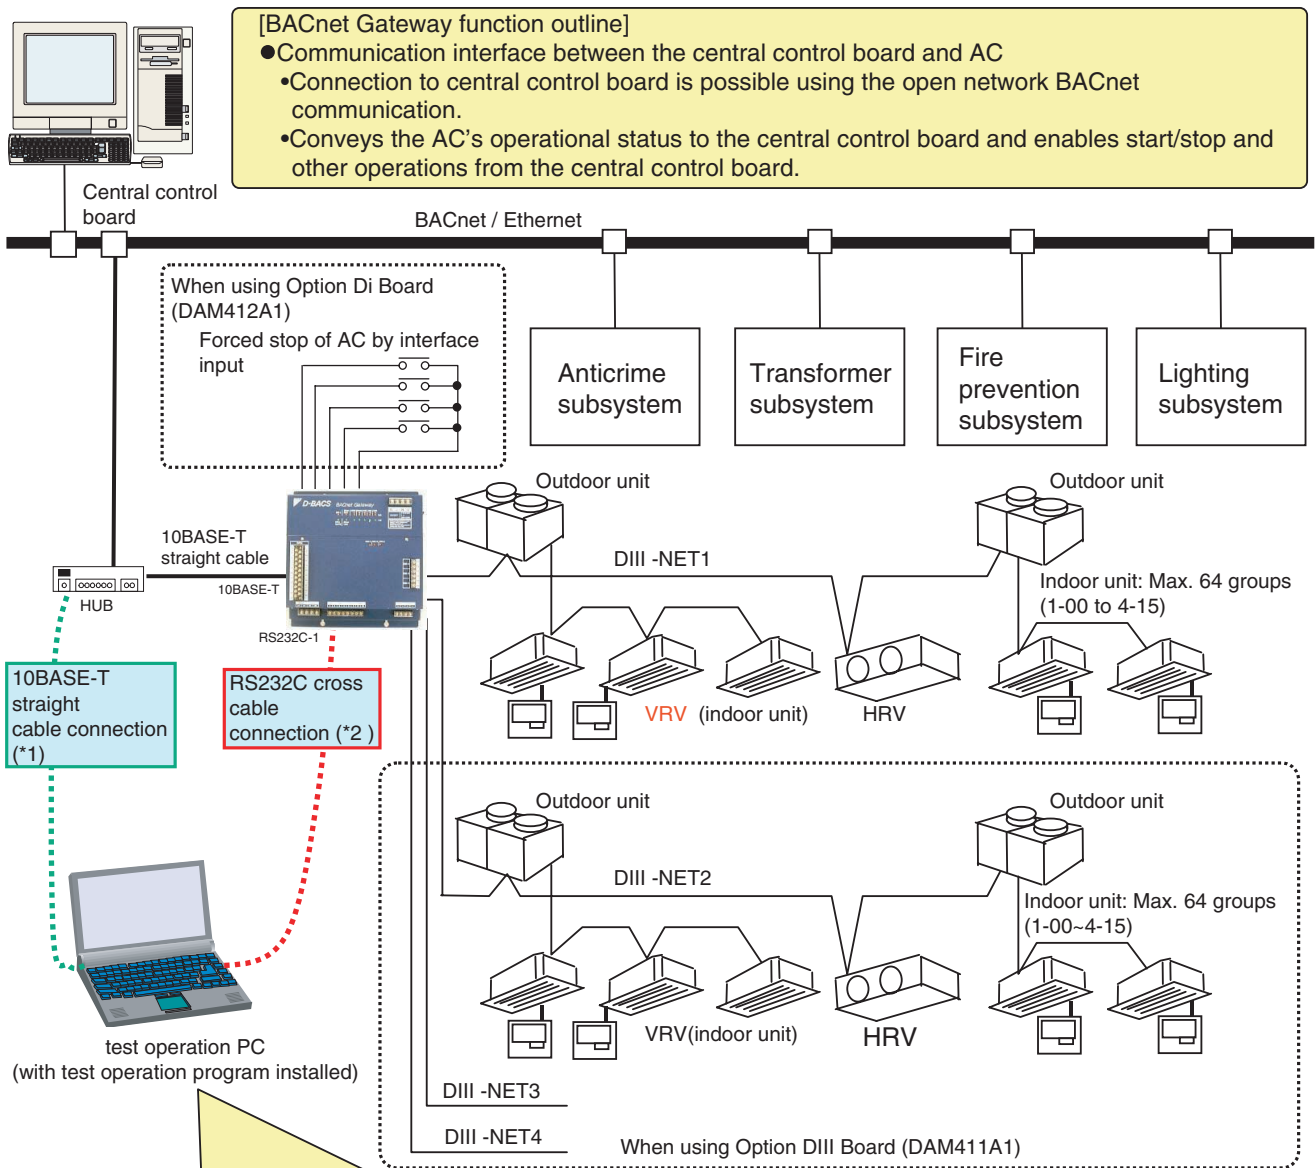 [BACnet Gateway function outline]
●Communication interface between the central control board and AC
•Connection to central control board is possible using the open network BACnet
communication.
•Conveys the AC's operational status to the central control board and enables start/stop and
other operations from the central control board.
Central control
board
BACnet / Ethernet
When using Option Di Board
(DAM412A1)
Forced stop of AC by interface
input
Anticrime
subsystem
Transformer
subsystem
Fire
prevention
subsystem
Lighting
subsystem
D-BACS BACnet Gateway
10BASE-T
straight cable
10BASE-T
HUB
RS232C-1
Outdoor unit
Outdoor unit
DIII -NET1
Indoor unit: Max. 64 groups
(1-00 to 4-15)
VRV (indoor unit)
HRV
10BASE-T
straight
cable connection
(*1)
RS232C cross
cable
connection (*2 )
Outdoor unit
Outdoor unit
DIII -NET2
Indoor unit: Max. 64 groups
(1-00~4-15)
VRV(indoor unit)
HRV
test operation PC
(with test operation program installed)
DIII -NET3
DIII -NET4
When using Option DIII Board (DAM411A1)